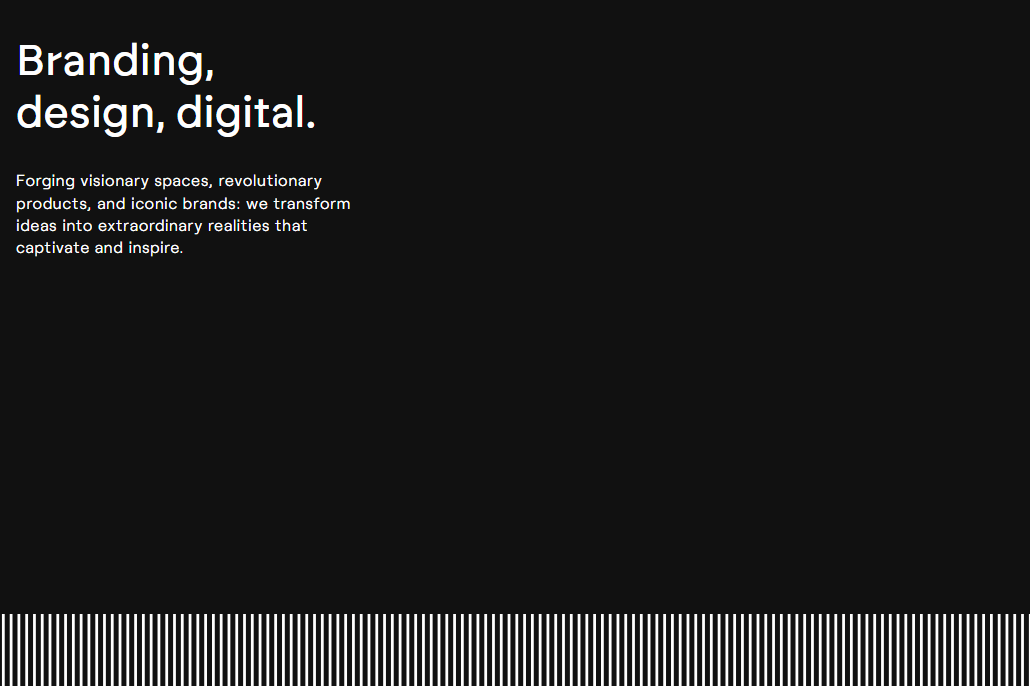 Branding,
design, digital.
Forging visionary spaces, revolutionary
products, and iconic brands: we transform
ideas into extraordinary realities that
captivate and inspire.